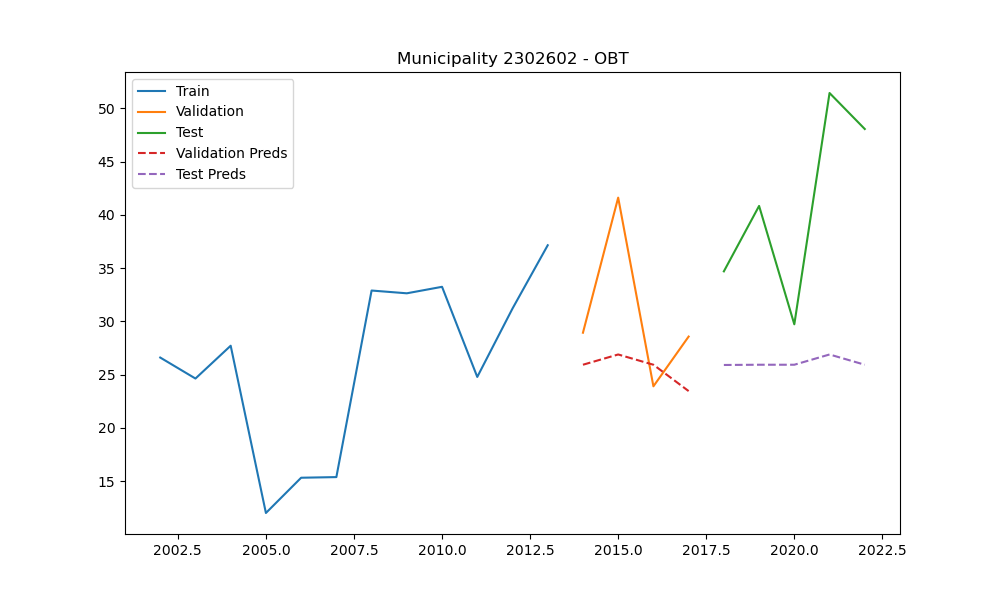 Municipality 2302602 - OBT
Train
Validation
Test
Validation Preds
Test Preds
50
45
40
35
30
25
20
15
2002.5 2005.0 2007.5 2010.0 2012.5 2015.0 2017.5 2020.0 2022.5